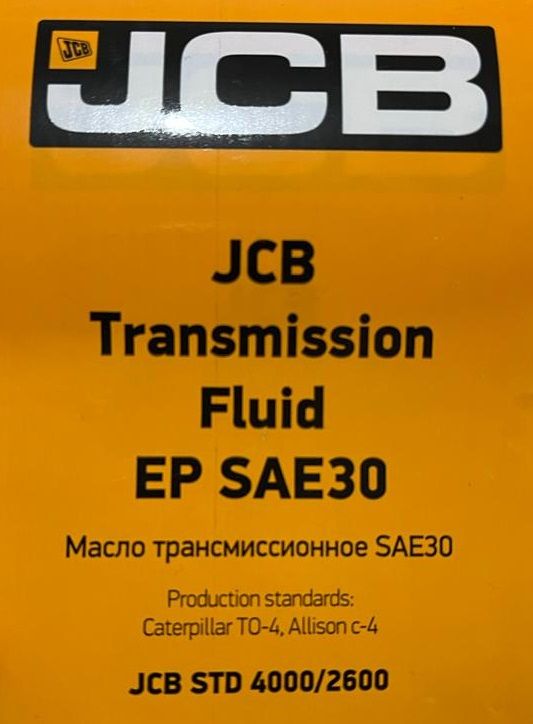 JCB
JCB
JCB
Transmission
Fluid
EP SAE30
Масло трансмиссионное SAE30
Production standards:
Caterpillar TO-4, Allison c-4
JCB STD 4000/2600